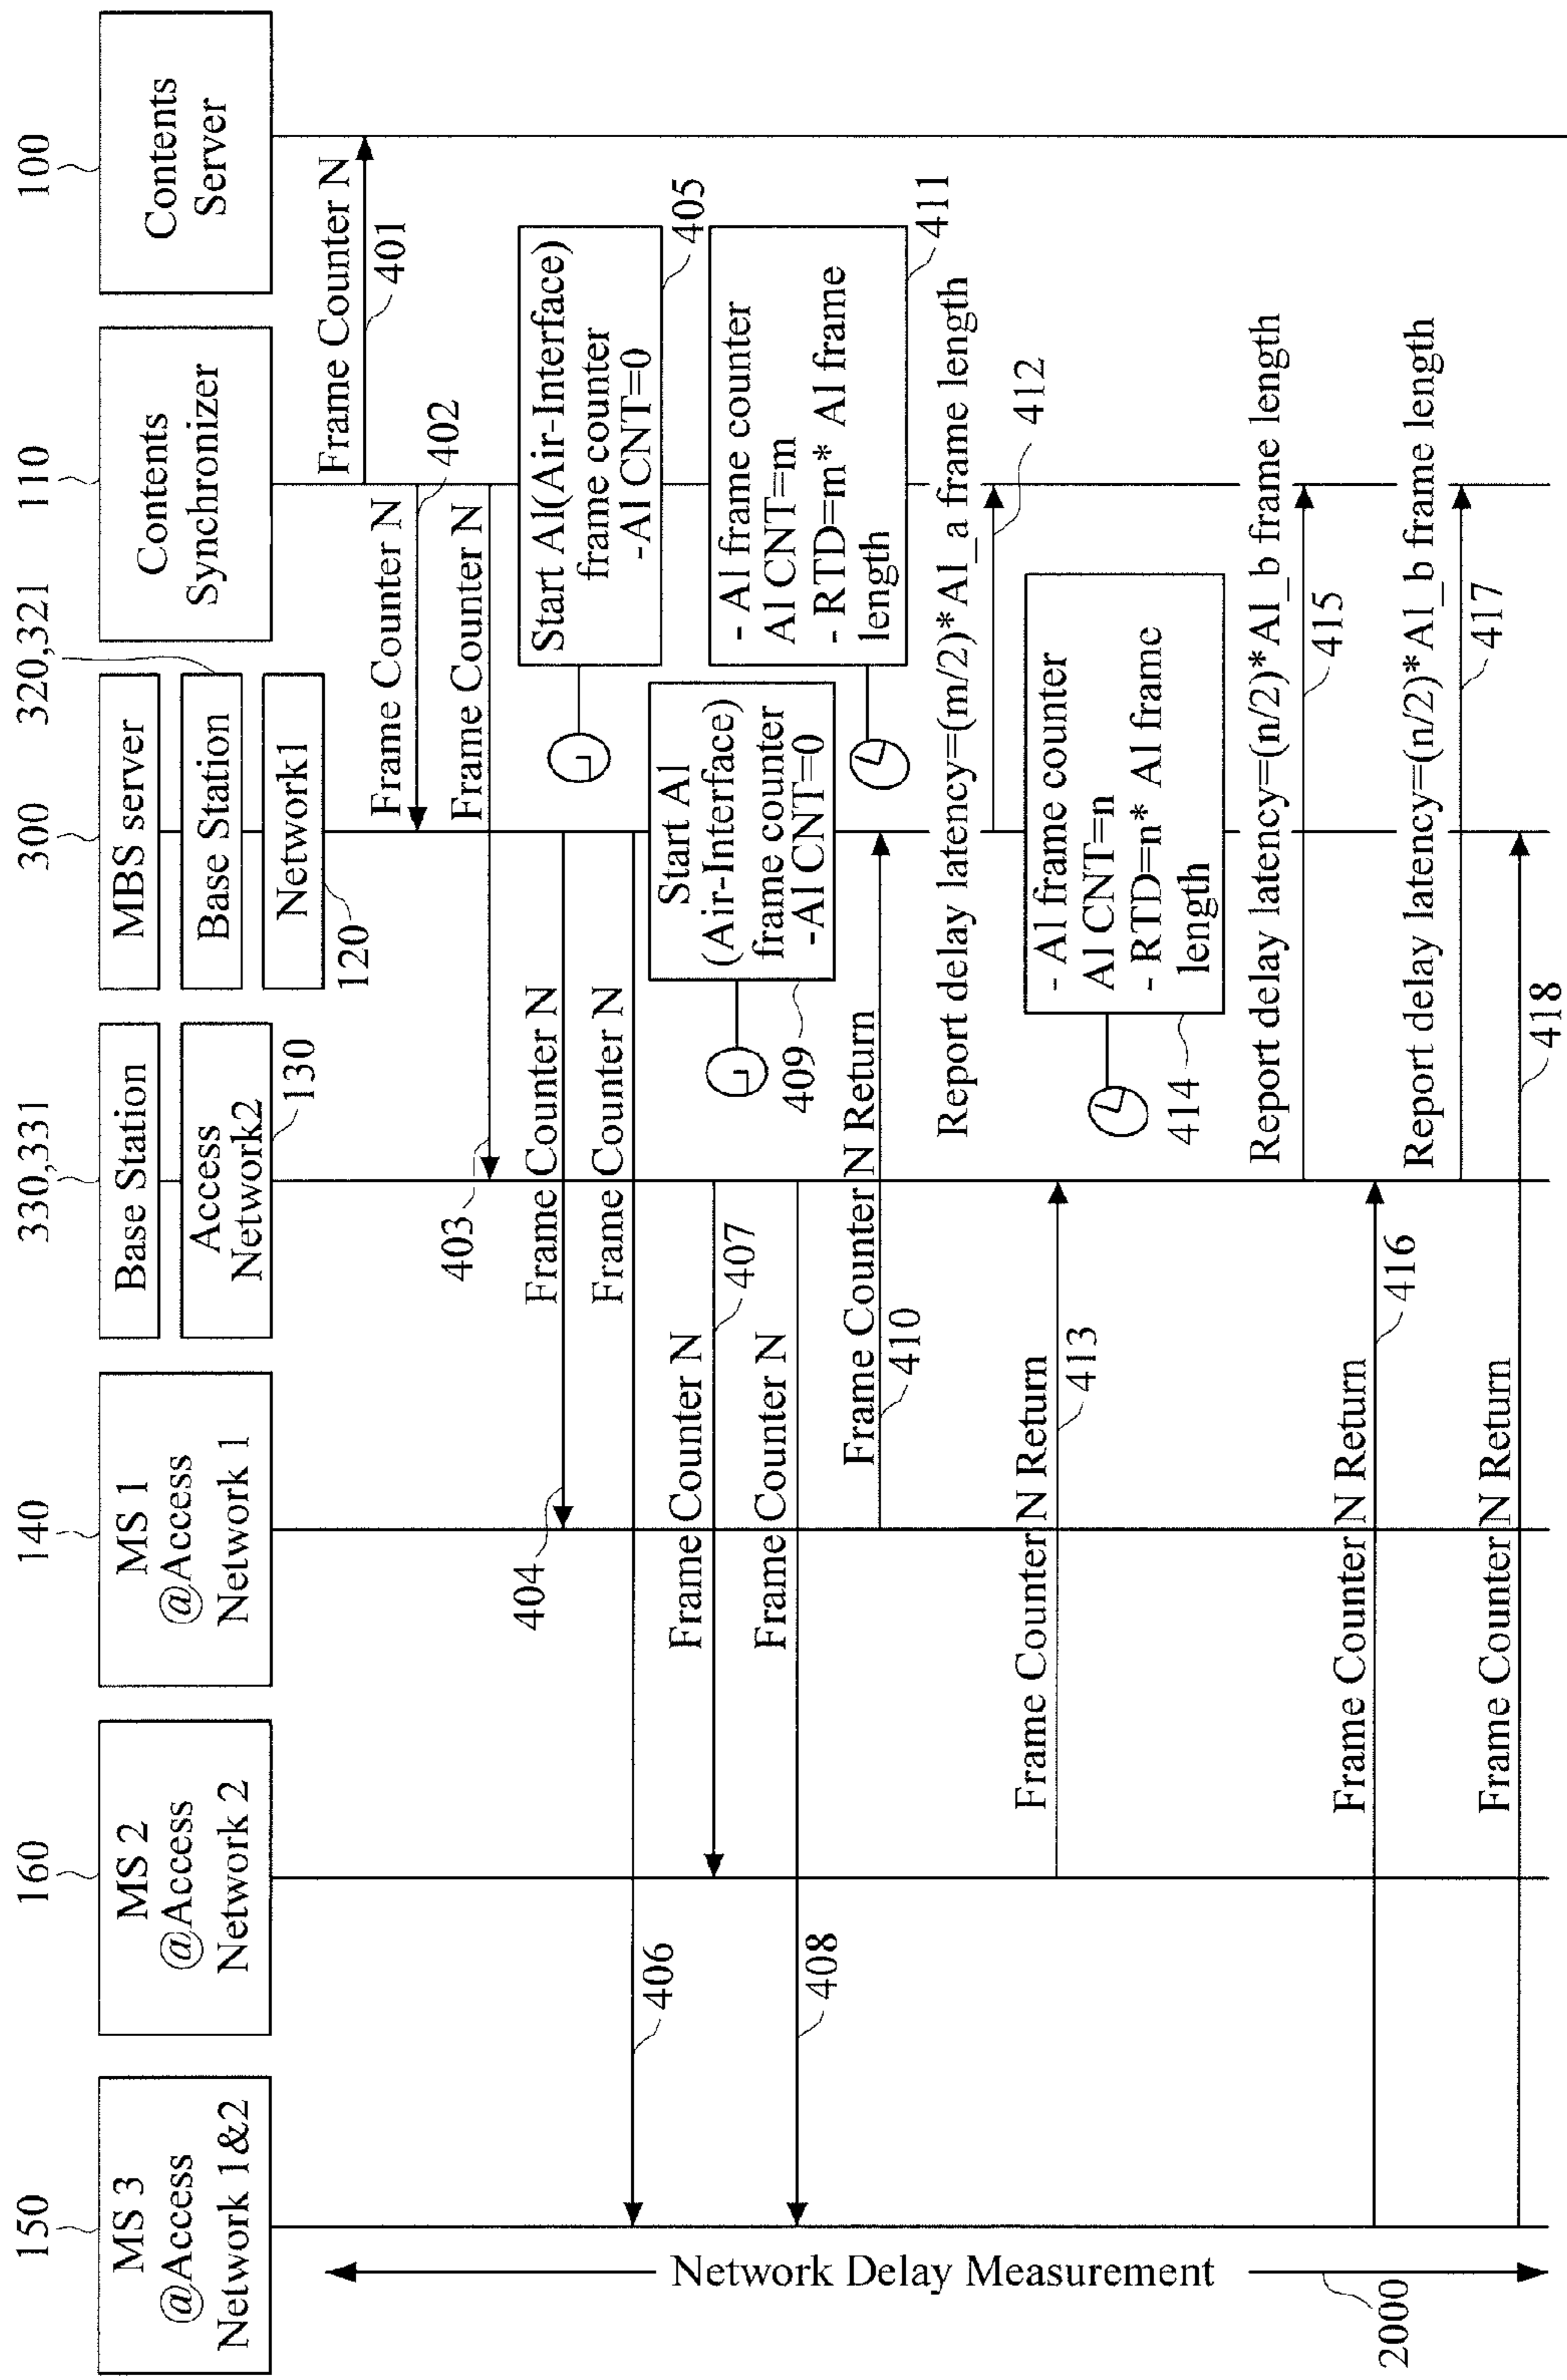 150
MS 3
@Access
Network 1&2
160
MS 2
@Access
Network 2
140
MS 1
@Access
Network 1
330,331
Base Station
Access
Network2
130
300
MBS server
320,321
Base Station
Network1
120
110
Contents
Synchronizer
100
Contents
Server
Frame Counter N
401
Frame Counter N
402
Frame Counter N
403
Frame Counter N
404
Start AI(Air-Interface)
frame counter
-AI CNT=0
405
Frame Counter N
406
Frame Counter N
407
Frame Counter N
408
Start AI
(Air-Interface)
frame counter
-AI CNT=0
409
Frame Counter N Return
410
- AI frame counter
AI CNT=m
- RTD=m* AI frame
length
411
Report delay latency=(m/2)*AI_a frame length
412
Frame Counter N Return
413
- AI frame counter
AI CNT=n
- RTD=n* AI frame
length
414
Report delay latency=(n/2)*AI_b frame length
415
Frame Counter N Return
416
Report delay latency=(n/2)*AI_b frame length
417
Frame Counter N Return
418
Network Delay Measurement
2000